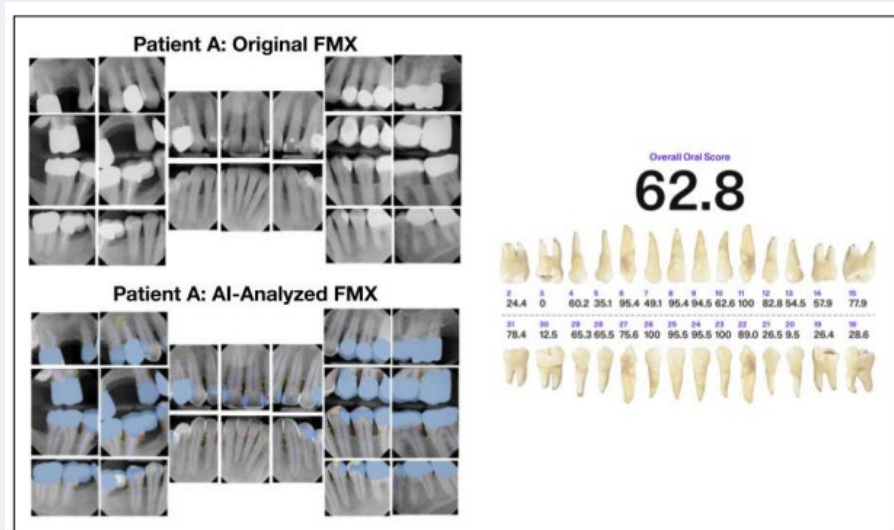 Patient A: Original FMX
Patient A: AI-Analyzed FMX
Overall Oral Score
62.8
2 3 4 5 6 7 8 9 10 11 12 13 14 15
24.4 0 60.2 35.1 95.4 49.1 95.4 94.5 62.6 100 82.8 54.5 57.9 77.9
31 30 29 28 27 26 25 24 23 22 21 20 19 18
78.4 12.5 65.3 65.5 75.6 100 95.5 95.5 100 89.0 26.5 9.5 26.4 28.6